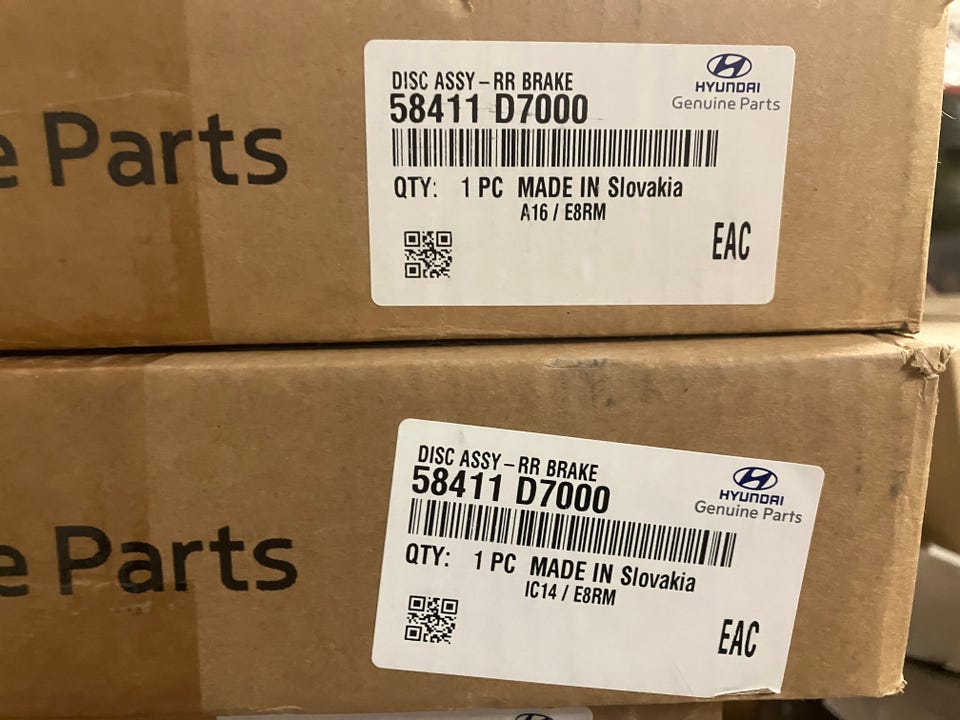 e Parts
DISC ASSY – RR BRAKE
58411 D7000
HYUNDAI
Genuine Parts
QTY: 1 PC MADE IN Slovakia
A16 / E8RM
EAC
e Parts
DISC ASSY – RR BRAKE
58411 D7000
HYUNDAI
Genuine Parts
QTY: 1 PC MADE IN Slovakia
IC14 / E8RM
EAC